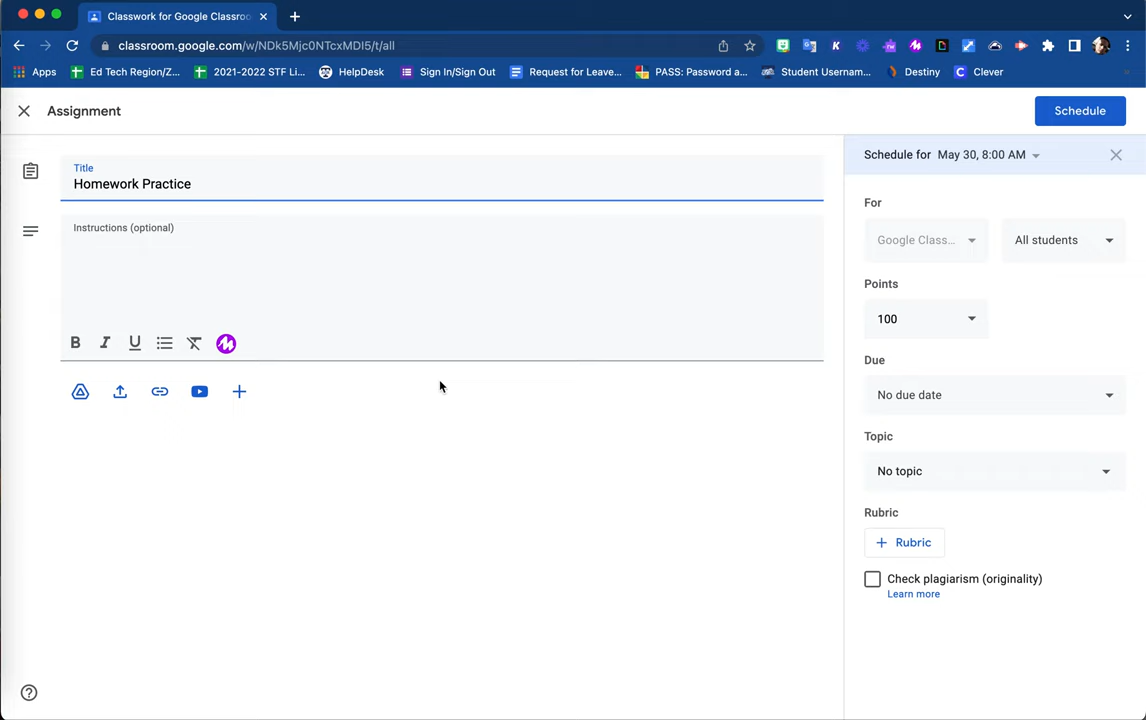 Classwork for Google Classroo
classroom.google.com/w/NDk5Mjc0NTcxMDI5/t/all
Apps Ed Tech Region/Z... 2021-2022 STF Li... HelpDesk Sign In/Sign Out Request for Leave... PASS: Password a... Student Usernam... Destiny Clever
Assignment Schedule
Schedule for May 30, 8:00 AM
Title
Homework Practice
Instructions (optional)
B I U
For
Google Class... All students
Points
100
Due
No due date
Topic
No topic
Rubric
+ Rubric
Check plagiarism (originality)
Learn more